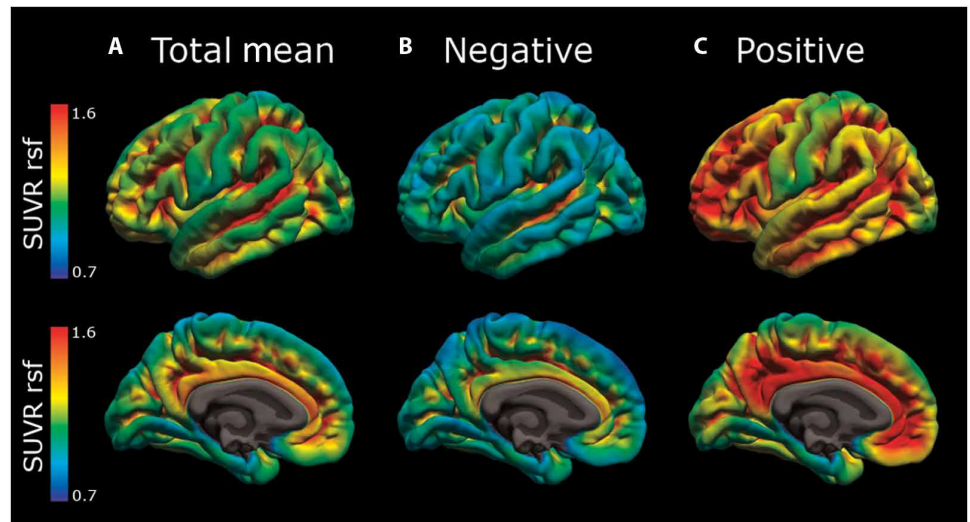 A Total mean
B Negative
C Positive
1.6
SUVR rsf
0.7
1.6
SUVR rsf
0.7